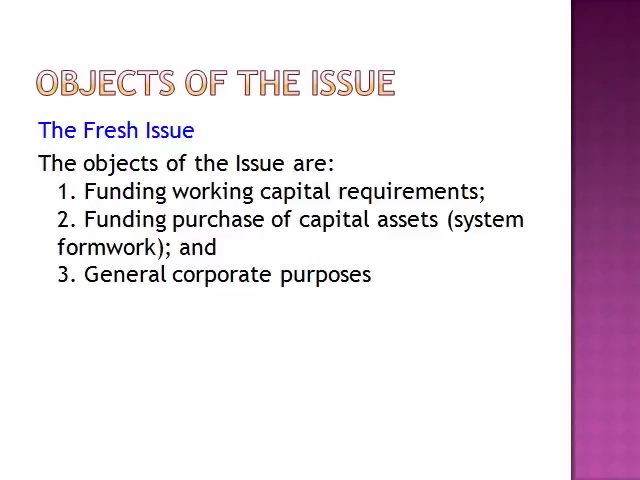 OBJECTS OF THE ISSUE
The Fresh Issue
The objects of the Issue are:
1. Funding working capital requirements;
2. Funding purchase of capital assets (system
formwork); and
3. General corporate purposes